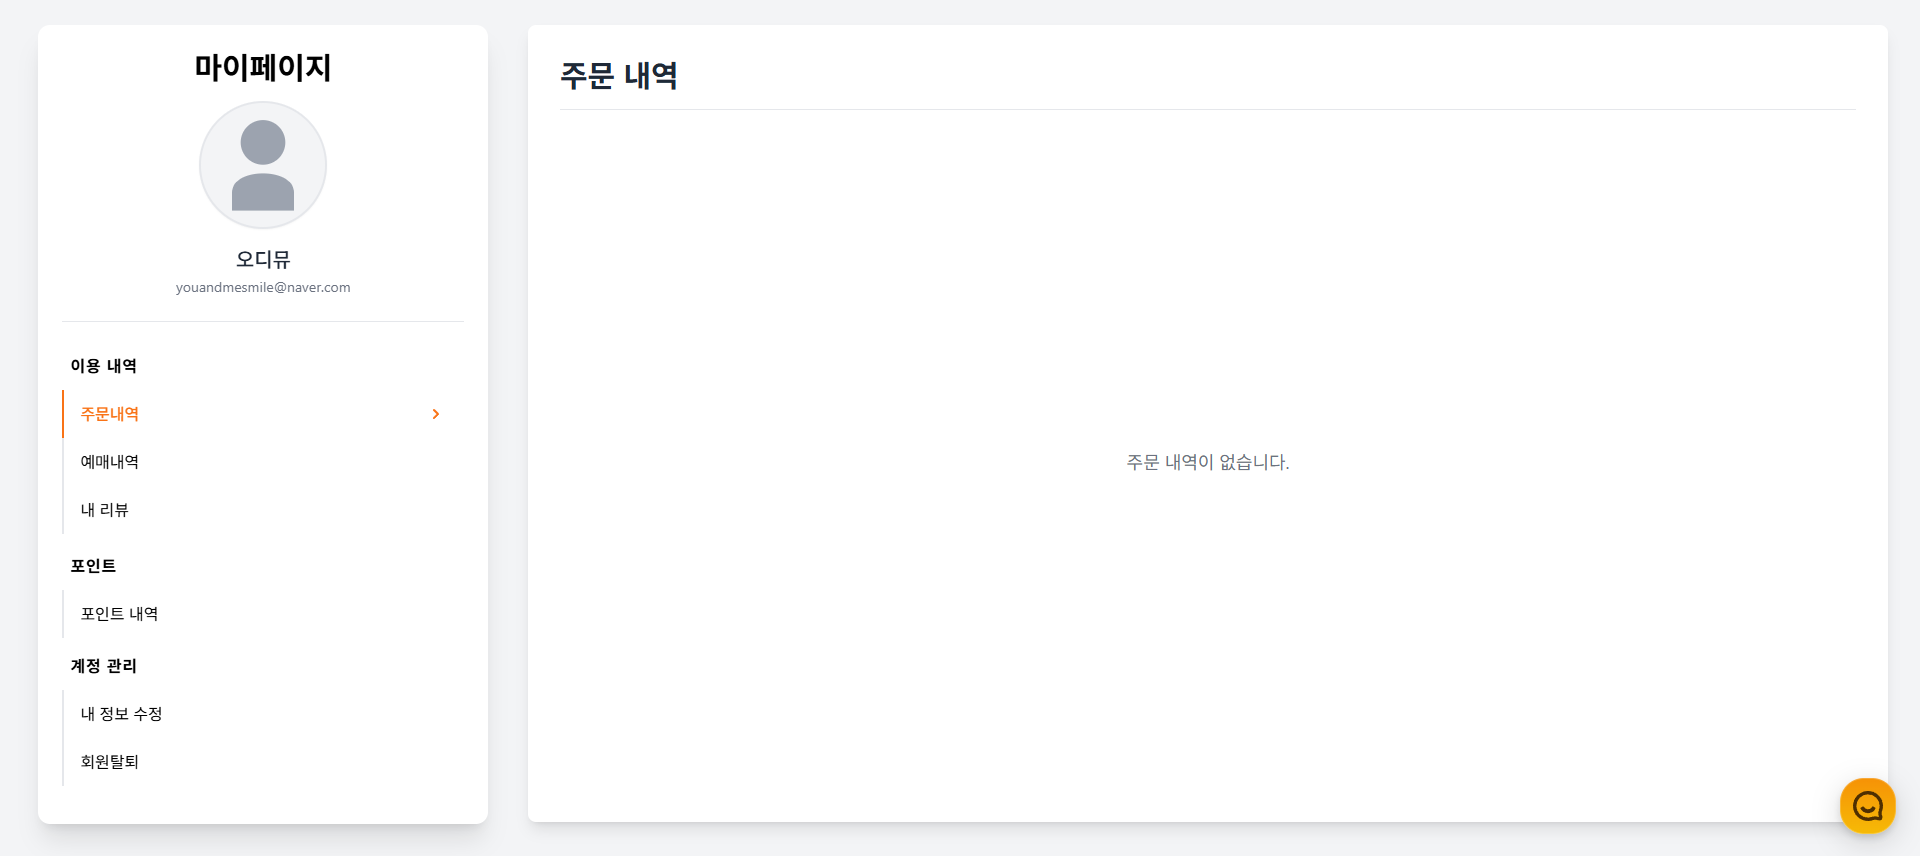 마이페이지
오디뮤
youandmesmile@naver.com
이용 내역
주문내역
예매내역
내 리뷰
포인트
포인트 내역
계정 관리
내 정보 수정
회원탈퇴
주문 내역
주문 내역이 없습니다.